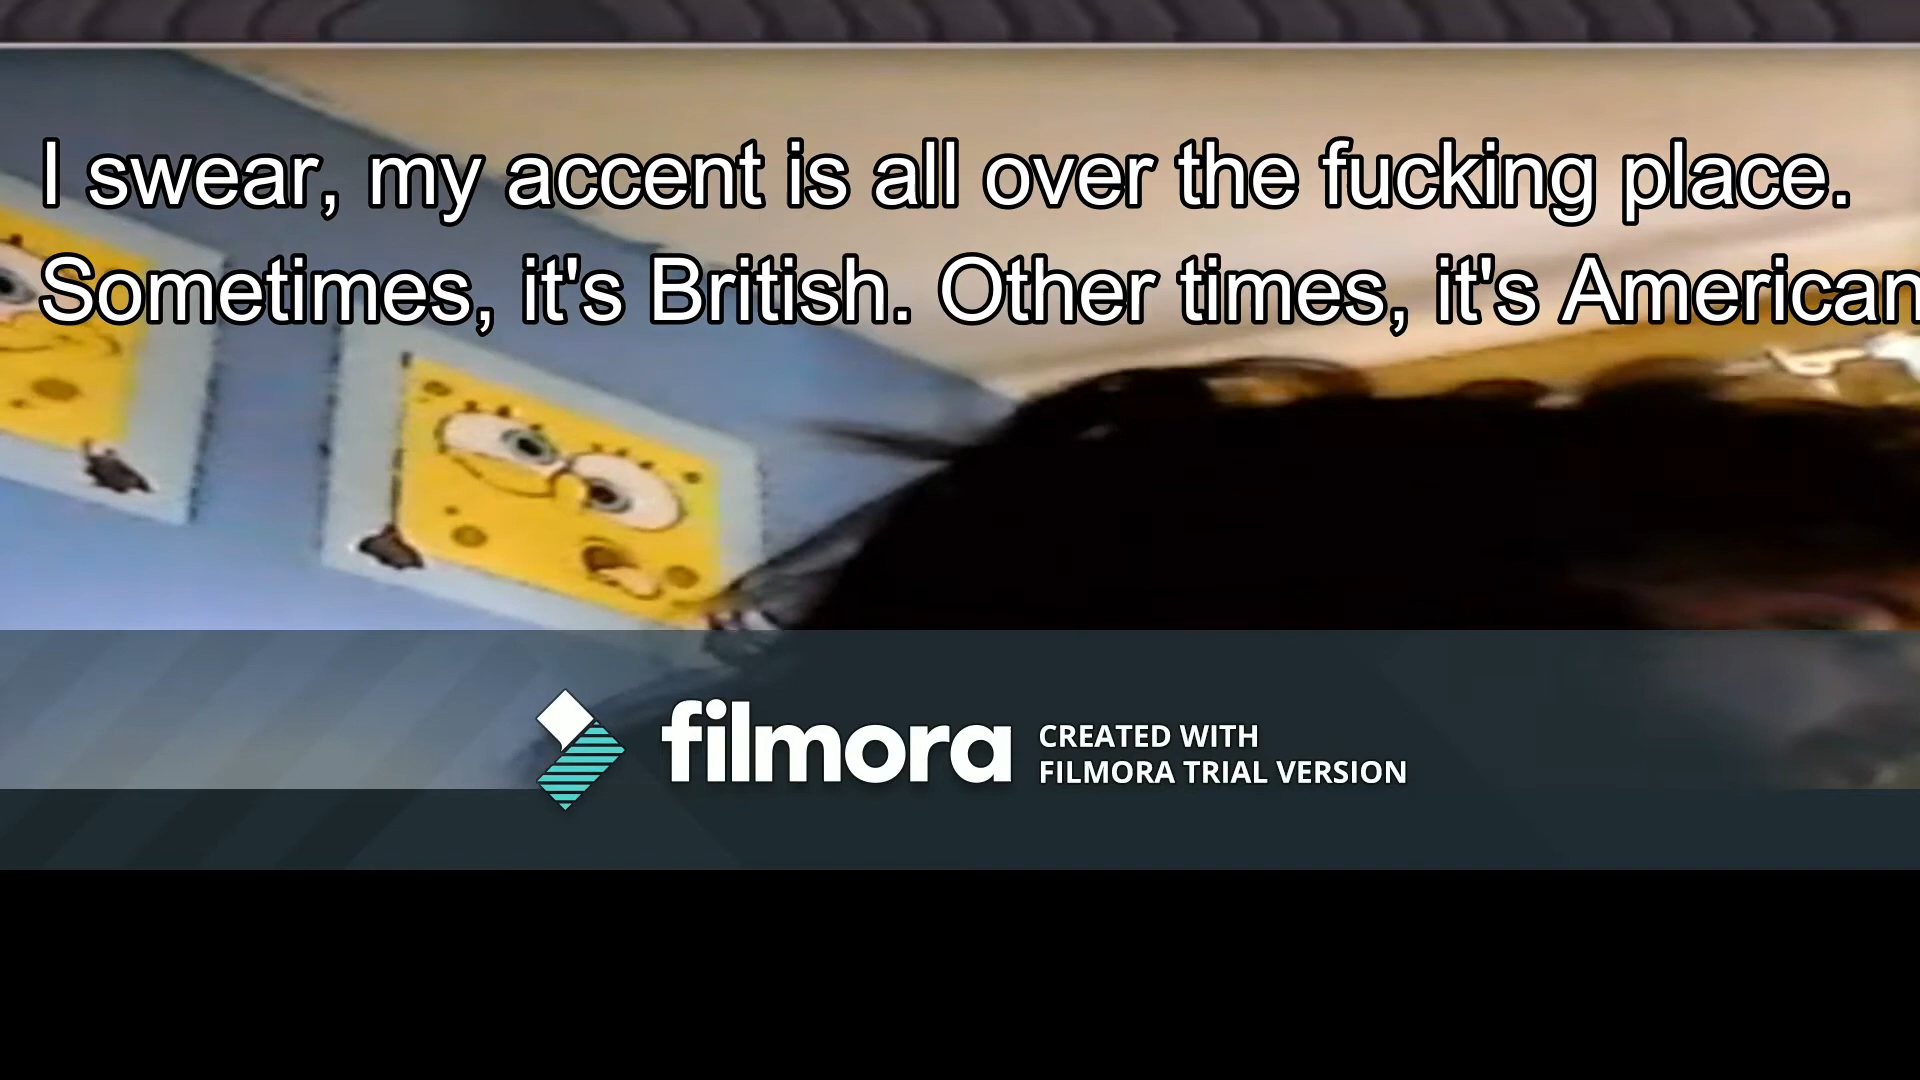 I swear, my accent is all over the fucking place.
Sometimes, it's British. Other times, it's American
filmora
CREATED WITH
FILMORA TRIAL VERSION